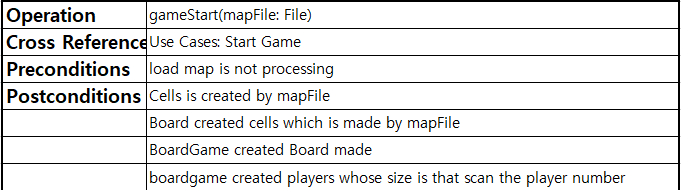 Operation gameStart(mapFile: File)
Cross Reference Use Cases: Start Game
Preconditions load map is not processing
Postconditions Cells is created by mapFile
Board created cells which is made by mapFile
BoardGame created Board made
boardgame created players whose size is that scan the player number